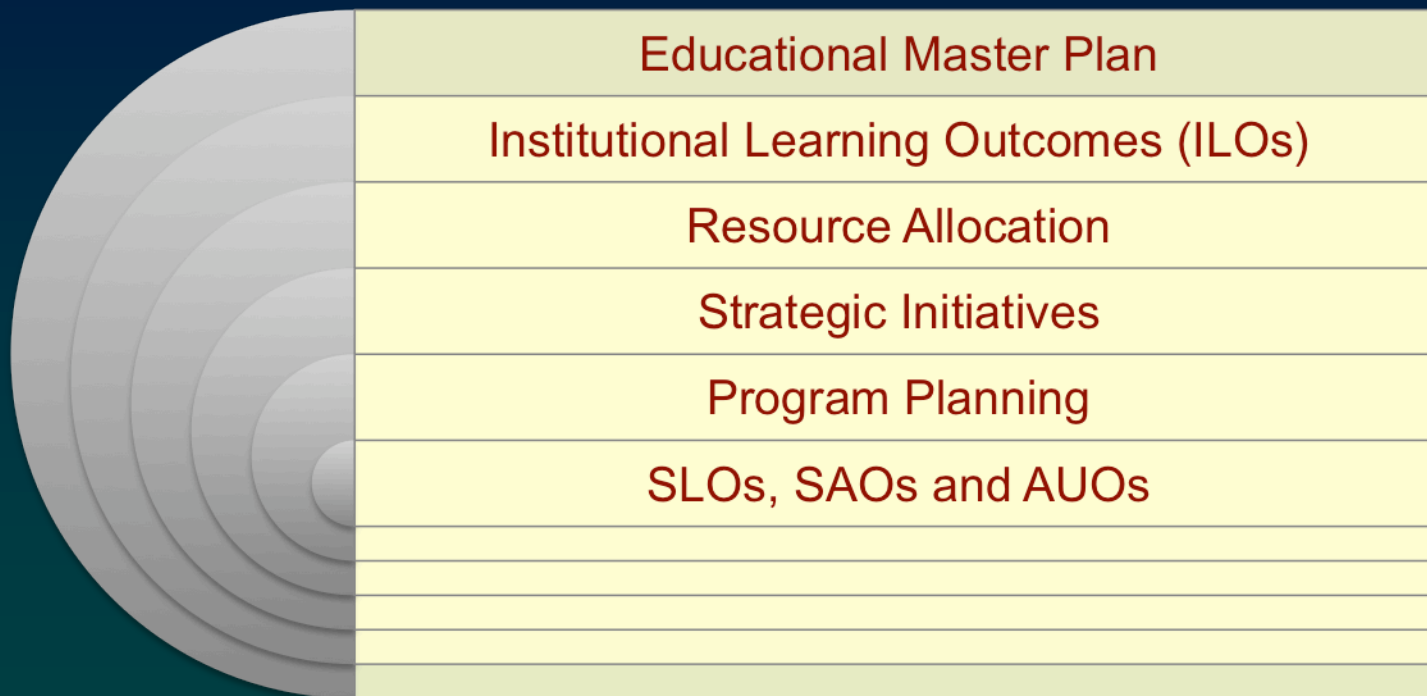 Educational Master Plan
Institutional Learning Outcomes (ILOs)
Resource Allocation
Strategic Initiatives
Program Planning
SLOs, SAOs and AUOs